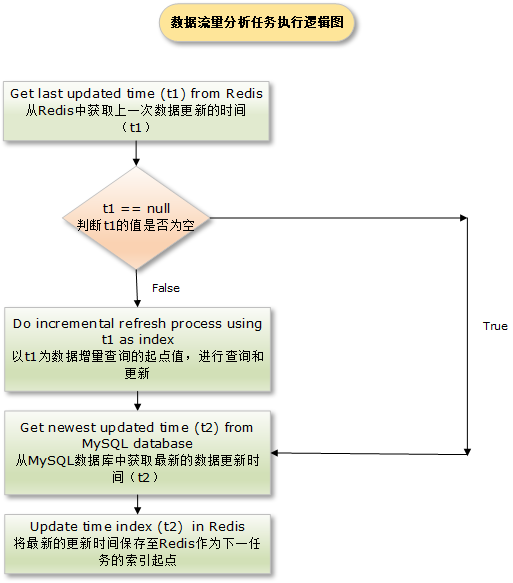 数据流量分析任务执行逻辑图
Get last updated time (t1) from Redis
从Redis中获取上一次数据更新的时间
（t1）
t1 == null
判断t1的值是否为空
False
True
Do incremental refresh process using
t1 as index
以t1为数据增量查询的起点值，进行查询和
更新
Get newest updated time (t2) from
MySQL database
从MySQL数据库中获取最新的数据更新时
间（t2）
Update time index (t2) in Redis
将最新的更新时间保存至Redis作为下一任
务的索引起点